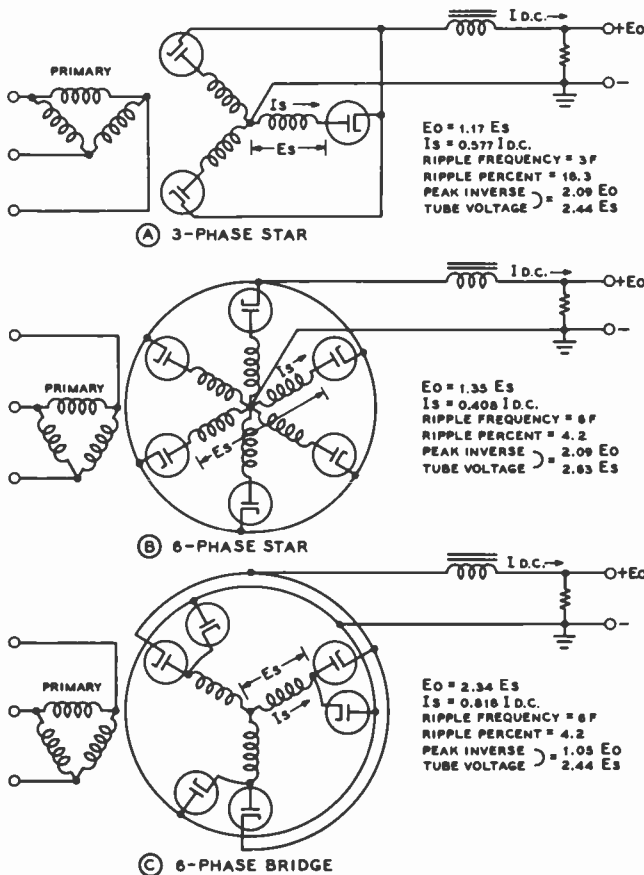 I D.C.
+Eo
PRIMARY
Is
Es
−
Eo = 1.17 Es
Is = 0.577 I D.C.
RIPPLE FREQUENCY = 3F
RIPPLE PERCENT = 18.3
PEAK INVERSE ) = 2.09 Eo
TUBE VOLTAGE 2.44 Es
A 3-PHASE STAR
I D.C.
+Eo
PRIMARY
Is
Es
−
Eo = 1.35 Es
Is = 0.408 I D.C.
RIPPLE FREQUENCY = 6F
RIPPLE PERCENT = 4.2
PEAK INVERSE ) = 2.09 Eo
TUBE VOLTAGE 2.83 Es
B 6-PHASE STAR
I D.C.
+Eo
PRIMARY
Es
Is
−
Eo = 2.34 Es
Is = 0.818 I D.C.
RIPPLE FREQUENCY = 6F
RIPPLE PERCENT = 4.2
PEAK INVERSE ) = 1.05 Eo
TUBE VOLTAGE 2.44 Es
C 6-PHASE BRIDGE